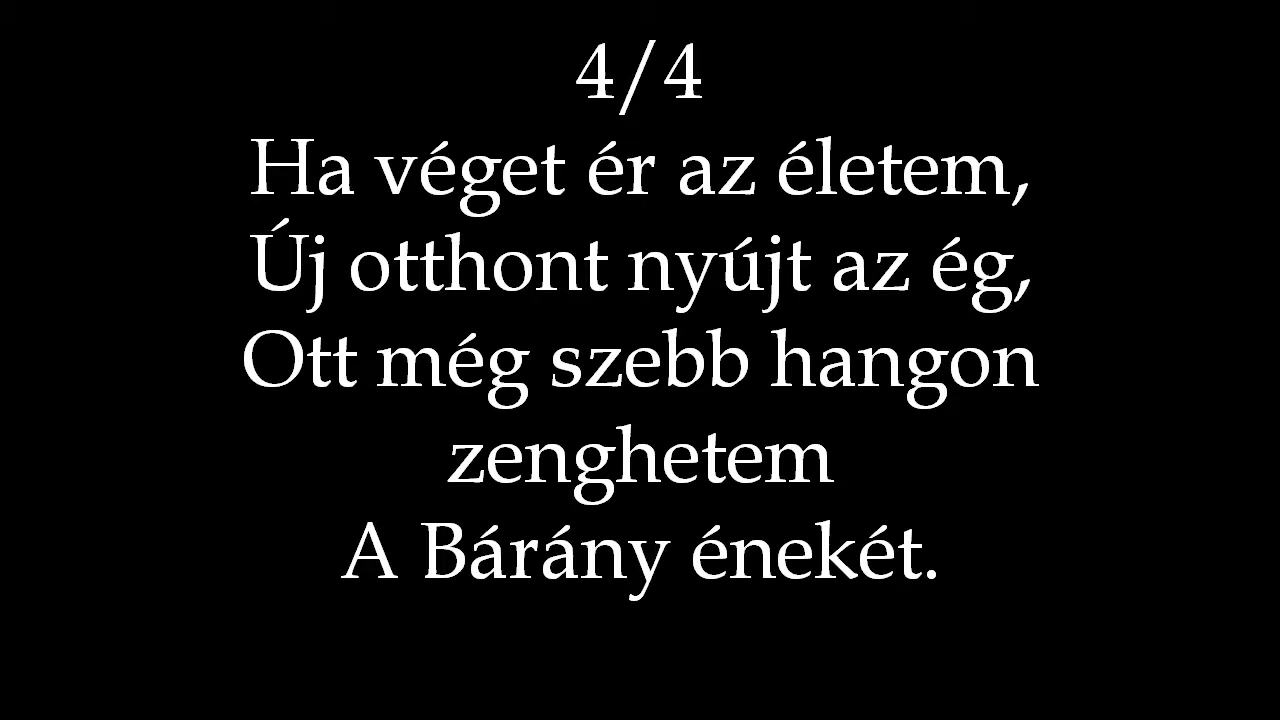 4/4
Ha véget ér az életem,
Új otthont nyújt az ég,
Ott még szebb hangon
zenghetem
A Bárány énekét.